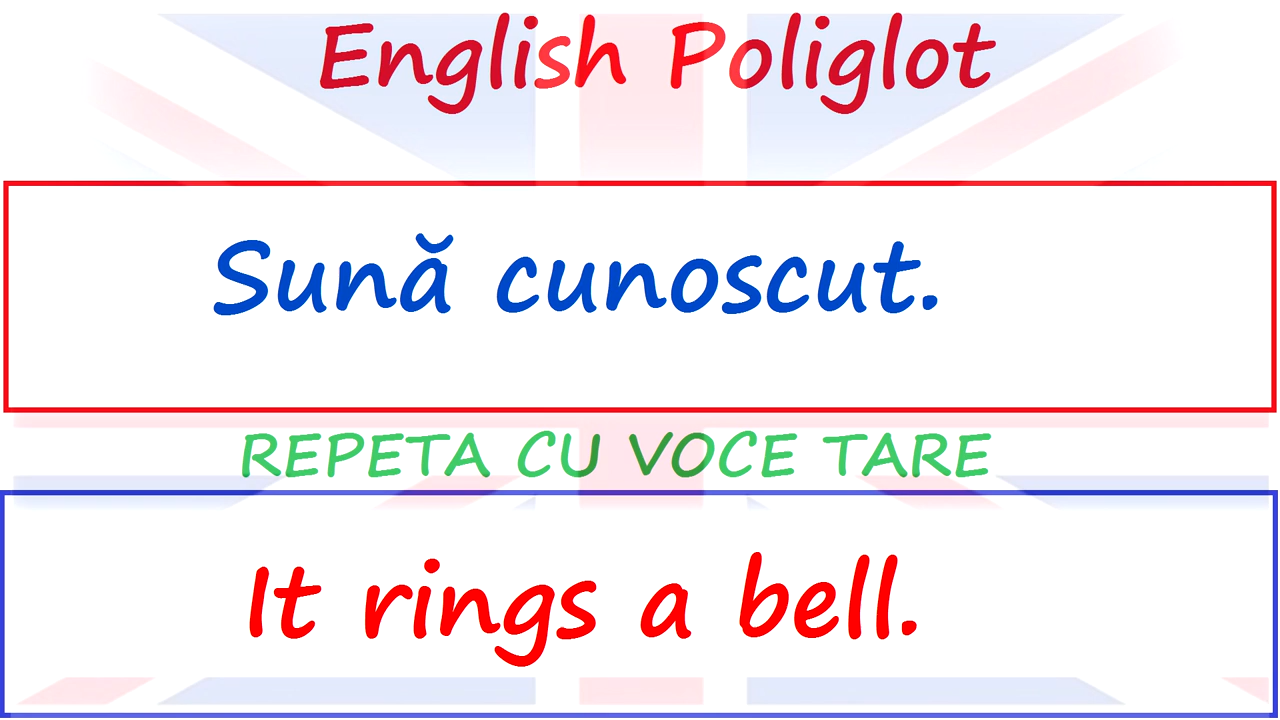 English Poliglot
Sună cunoscut.
REPETA CU VOCE TARE
It rings a bell.